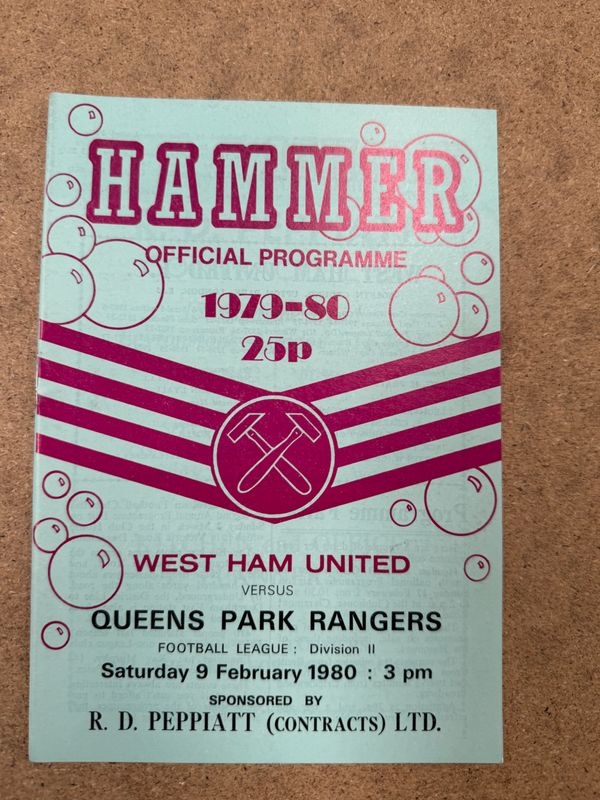 HAMMER
OFFICIAL PROGRAMME
1979-80
25p
WEST HAM UNITED
VERSUS
QUEENS PARK RANGERS
FOOTBALL LEAGUE : Division II
Saturday 9 February 1980 : 3 pm
SPONSORED BY
R. D. PEPPIATT (CONTRACTS) LTD.